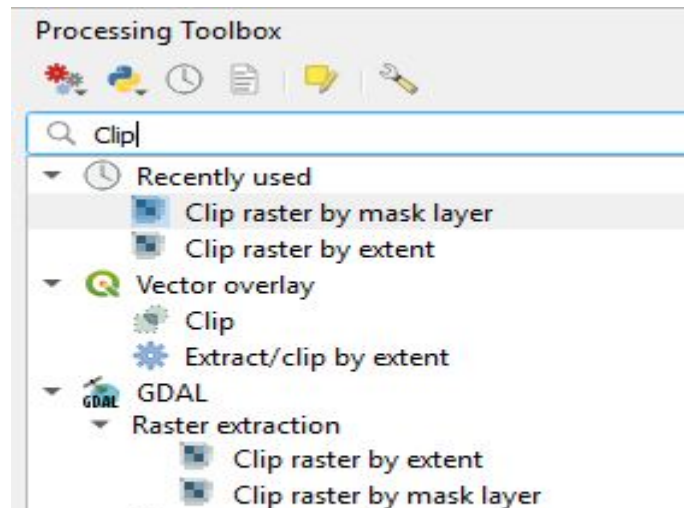 Processing Toolbox
Clip
Recently used
Clip raster by mask layer
Clip raster by extent
Vector overlay
Clip
Extract/clip by extent
GDAL
GDAL
Raster extraction
Clip raster by extent
Clip raster by mask layer